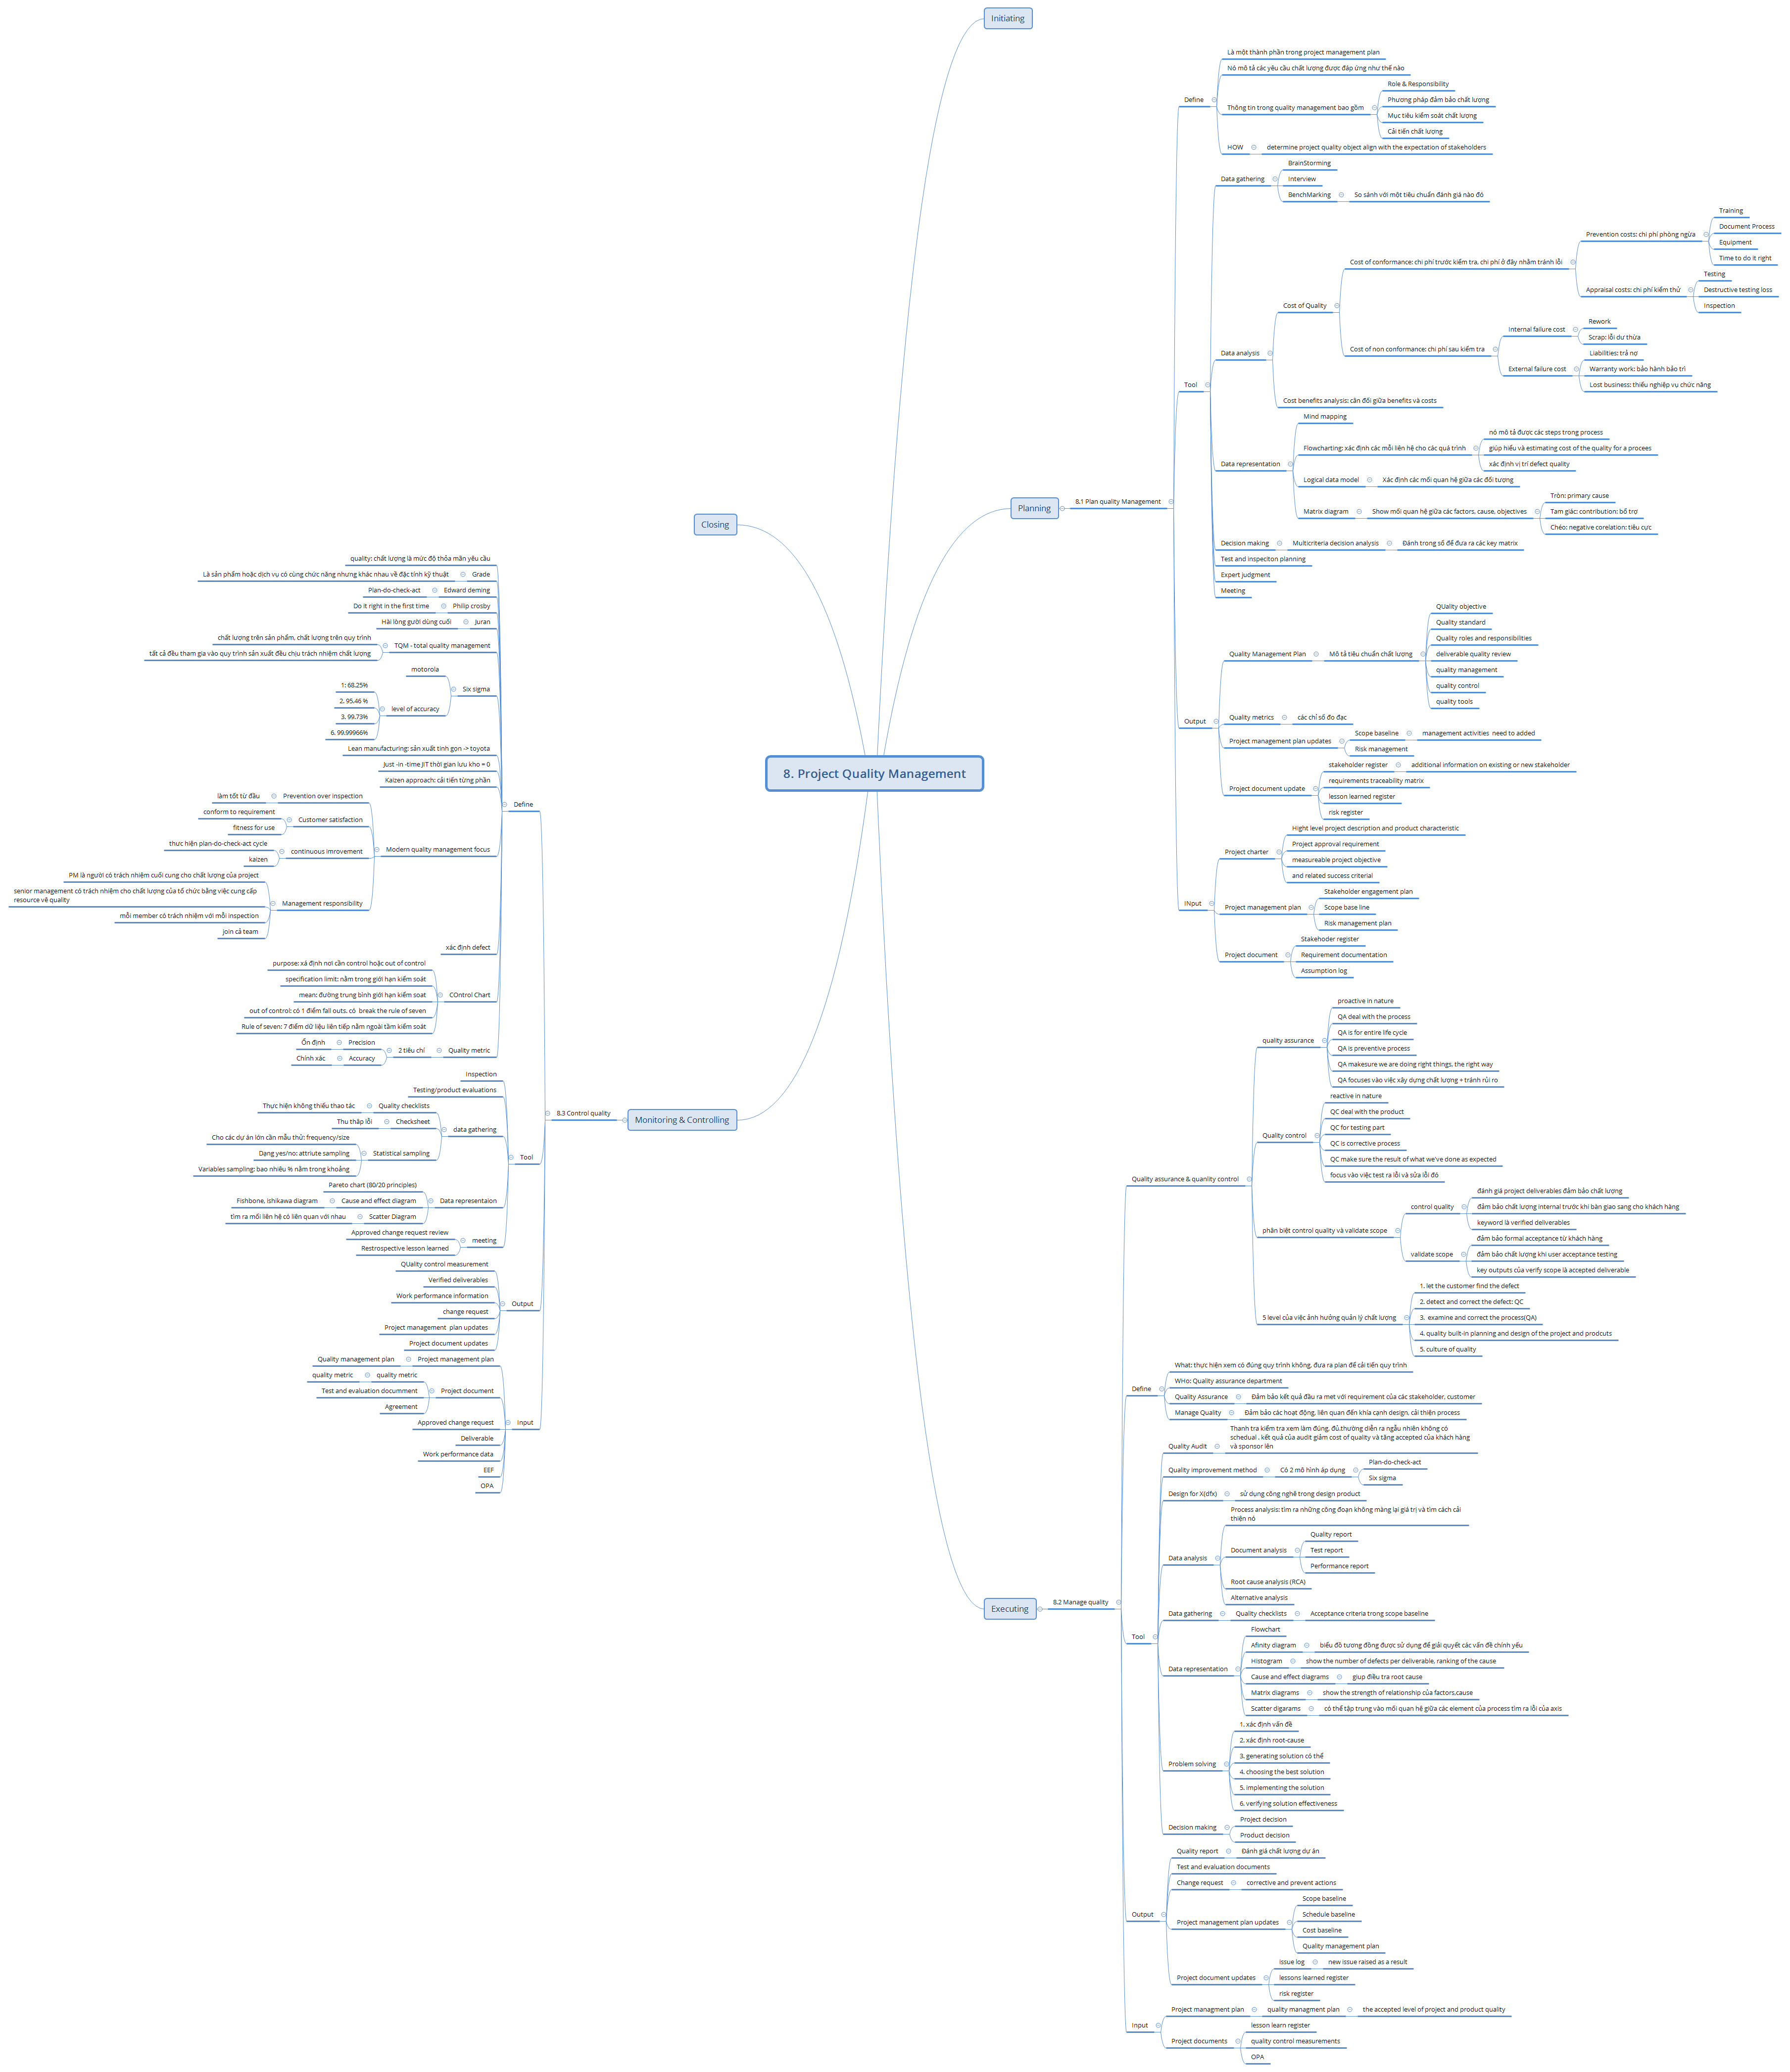 8. Project Quality Management
Initiating
Planning
8.1 Plan quality Management
Define
Là một thành phần trong project management plan
Nó mô tả các yêu cầu chất lượng được đáp ứng như thế nào
Thông tin trong quality management bao gồm
Role & Responsibility
Phương pháp đảm bảo chất lượng
Mục tiêu kiểm soát chất lượng
Cải tiến chất lượng
HOW
determine project quality object align with the expectation of stakeholders
Tool
Data gathering
BrainStorming
Interview
BenchMarking
So sánh với một tiêu chuẩn đánh giá nào đó
Data analysis
Cost of Quality
Cost of conformance: chi phí trước kiểm tra, chi phí ở đây nhằm tránh lỗi
Prevention costs: chi phí phòng ngừa
Training
Document Process
Equipment
Time to do it right
Appraisal costs: chi phí kiểm thử
Testing
Destructive testing loss
Inspection
Cost of non conformance: chi phí sau kiểm tra
Internal failure cost
Rework
Scrap: lỗi dư thừa
External failure cost
Liabilities: trả nợ
Warranty work: bảo hành bảo trì
Lost business: thiếu nghiệp vụ chức năng
Cost benefits analysis: cân đối giữa benefits và costs
Data representation
Mind mapping
Flowcharting: xác định các mỗi liên hệ cho các quá trình
nó mô tả được các steps trong process
giúp hiểu và estimating cost of the quality for a procees
xác định vị trí defect quality
Logical data model
Xác định các mối quan hệ giữa các đối tượng
Matrix diagram
Show mối quan hệ giữa các factors, cause, objectives
Tròn: primary cause
Tam giác: contribution: bổ trợ
Chéo: negative corelation: tiêu cực
Decision making
Multicriteria decision analysis
Đánh trong số để đưa ra các key matrix
Test and inspeciton planning
Expert judgment
Meeting
Output
Quality Management Plan
Mô tả tiêu chuẩn chất lượng
QUality objective
Quality standard
Quality roles and responsibilities
deliverable quality review
quality management
quality control
quality tools
Quality metrics
các chỉ số đo đạc
Project management plan updates
Scope baseline
management activities need to added
Risk management
Project document update
stakeholder register
additional information on existing or new stakeholder
requirements traceability matrix
lesson learned register
risk register
INput
Project charter
Hight level project description and product characteristic
Project approval requirement
measureable project objective
and related success criterial
Project management plan
Stakeholder engagement plan
Scope base line
Risk management plan
Project document
Stakehoder register
Requirement documentation
Assumption log
Executing
8.2 Manage quality
Quality assurance & quanlity control
quality assurance
proactive in nature
QA deal with the process
QA is for entire life cycle
QA is preventive process
QA makesure we are doing right things, the right way
QA focuses vào việc xây dựng chất lượng + tránh rủi ro
Quality control
reactive in nature
QC deal with the product
QC for testing part
QC is corrective process
QC make sure the result of what we've done as expected
focus vào việc test ra lỗi và sửa lỗi đó
phân biệt control quality và validate scope
control quality
đánh giá project deliverables đảm bảo chất lượng
đảm bảo chất lượng internal trước khi bàn giao sang cho khách hàng
keyword là verified deliverables
validate scope
đảm bảo formal acceptance từ khách hàng
đảm bảo chất lượng khi user acceptance testing
key outputs của verify scope là accepted deliverable
5 level của việc ảnh hưởng quản lý chất lượng
1. let the customer find the defect
2. detect and correct the defect: QC
3. examine and correct the process(QA)
4. quality built-in planning and design of the project and prodcuts
5. culture of quality
Define
What: thực hiện xem có đúng quy trình không, đưa ra plan để cải tiến quy trình
WHo: Quality assurance department
Quality Assurance
Đảm bảo kết quả đầu ra met với requirement của các stakeholder, customer
Manage Quality
Đảm bảo các hoạt động, liên quan đến khía cạnh design, cải thiện process
Tool
Quality Audit
Thanh tra kiểm tra xem làm đúng, đủ,thường diễn ra ngẫu nhiên không có
schedual . kết quả của audit giảm cost of quality và tăng accepted của khách hàng
và sponsor lên
Quality improvement method
Có 2 mô hình áp dụng
Plan-do-check-act
Six sigma
Design for X(dfx)
sử dụng công nghê trong design product
Data analysis
Process analysis: tìm ra những công đoạn không màng lại giá trị và tìm cách cải
thiện nó
Document analysis
Quality report
Test report
Performance report
Root cause analysis (RCA)
Alternative analysis
Data gathering
Quality checklists
Acceptance criteria trong scope baseline
Data representation
Flowchart
Afinity diagram
biểu đồ tương đồng được sử dụng để giải quyết các vấn đề chính yếu
Histogram
show the number of defects per deliverable, ranking of the cause
Cause and effect diagrams
giup điều tra root cause
Matrix diagrams
show the strength of relationship của factors,cause
Scatter digarams
có thể tập trung vào mối quan hệ giữa các element của process tìm ra lỗi của axis
Problem solving
1. xác định vấn đề
2. xác định root-cause
3. generating solution có thể
4. choosing the best solution
5. implementing the solution
6. verifying solution effectiveness
Decision making
Project decision
Product decision
Output
Quality report
Đánh giá chất lượng dự án
Test and evaluation documents
Change request
corrective and prevent actions
Project management plan updates
Scope baseline
Schedule baseline
Cost baseline
Quality management plan
Project document updates
issue log
new issue raised as a result
lessons learned register
risk register
Input
Project managment plan
quality managment plan
the accepted level of project and product quality
Project documents
lesson learn register
quality control measurements
OPA
Monitoring & Controlling
8.3 Control quality
Define
quality: chất lượng là mức độ thỏa mãn yêu cầu
Grade
Là sản phẩm hoặc dịch vụ có cùng chức năng nhưng khác nhau về đặc tính kỹ thuật
Edward deming
Plan-do-check-act
Philip crosby
Do it right in the first time
Juran
Hài lòng gười dùng cuối
TQM - total quality management
chất lượng trên sản phẩm, chất lượng trên quy trình
tất cả đều tham gia vào quy trình sản xuất đều chịu trách nhiệm chất lượng
Six sigma
motorola
level of accuracy
1: 68.25%
2. 95.46 %
3. 99.73%
6. 99.99966%
Lean manufacturing: sản xuất tinh gọn -> toyota
Just -in -time JIT thời gian lưu kho = 0
Kaizen approach: cải tiến từng phần
Modern quality management focus
Prevention over inspection
làm tốt từ đầu
Customer satisfaction
conform to requirement
fitness for use
continuous imrovement
thưc hiện plan-do-check-act cycle
kaizen
Management responsibility
PM là người có trách nhiệm cuối cung cho chất lượng của project
senior management có trách nhiệm cho chất lượng của tổ chức bằng việc cung cấp
resource về quality
mỗi member có trách nhiệm với mỗi inspection
join cả team
xác định defect
COntrol Chart
purpose: xá định nơi cần control hoặc out of control
specification limit: nằm trong giới hạn kiểm soát
mean: đường trung bình giới hạn kiểm soat
out of control: có 1 điểm fall outs. có break the rule of seven
Rule of seven: 7 điểm dữ liệu liên tiếp nằm ngoài tầm kiểm soát
Quality metric
2 tiêu chí
Precision
Ổn định
Accuracy
Chính xác
Tool
Inspection
Testing/product evaluations
data gathering
Quality checklists
Thực hiện không thiếu thao tác
Checksheet
Thu thâp lỗi
Statistical sampling
Cho các dự án lớn cần mẫu thử: frequency/size
Dạng yes/no: attriute sampling
Variables sampling: bao nhiêu % nằm trong khoảng
Data representaion
Pareto chart (80/20 principles)
Cause and effect diagram
Fishbone, ishikawa diagram
Scatter Diagram
tìm ra mối liên hệ có liên quan với nhau
meeting
Approved change request review
Restrospective lesson learned
Output
QUality control measurement
Verified deliverables
Work performance information
change request
Project management plan updates
Project document updates
Input
Project management plan
Quality management plan
Project document
quality metric
quality metric
Test and evaluation documment
Agreement
Approved change request
Deliverable
Work performance data
EEF
OPA
Closing